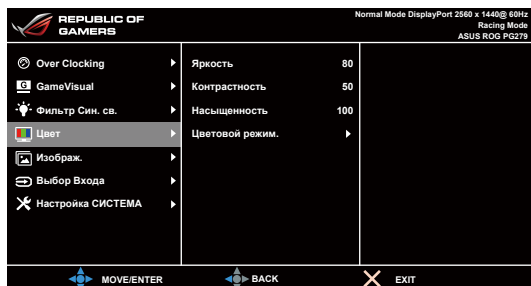 REPUBLIC OF
GAMERS
Normal Mode DisplayPort 2560 x 1440@ 60Hz
Racing Mode
ASUS ROG PG279
Over Clocking
G GameVisual
Фильтр Син. св.
Цвет
Изображ.
Выбор Входа
Настройка СИСТЕМА
Яркость 80
Контрастность 50
Насыщенность 100
Цветовой режим.
MOVE/ENTER
BACK
EXIT